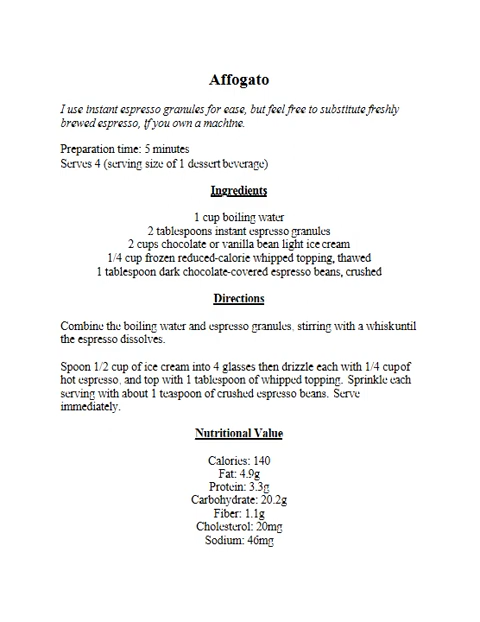 Affogato
I use instant espresso granules for ease, but feel free to substitute freshly
brewed espresso, if you own a machine.
Preparation time: 5 minutes
Serves 4 (serving size of 1 dessert beverage)
Ingredients
1 cup boiling water
2 tablespoons instant espresso granules
2 cups chocolate or vanilla bean light ice cream
1/4 cup frozen reduced-calorie whipped topping, thawed
1 tablespoon dark chocolate-covered espresso beans, crushed
Directions
Combine the boiling water and espresso granules, stirring with a whisk until
the espresso dissolves.
Spoon 1/2 cup of ice cream into 4 glasses then drizzle each with 1/4 cup of
hot espresso, and top with 1 tablespoon of whipped topping. Sprinkle each
serving with about 1 teaspoon of crushed espresso beans. Serve
immediately.
Nutritional Value
Calories: 140
Fat: 4.9g
Protein: 3.3g
Carbohydrate: 20.2g
Fiber: 1.1g
Cholesterol: 20mg
Sodium: 46mg